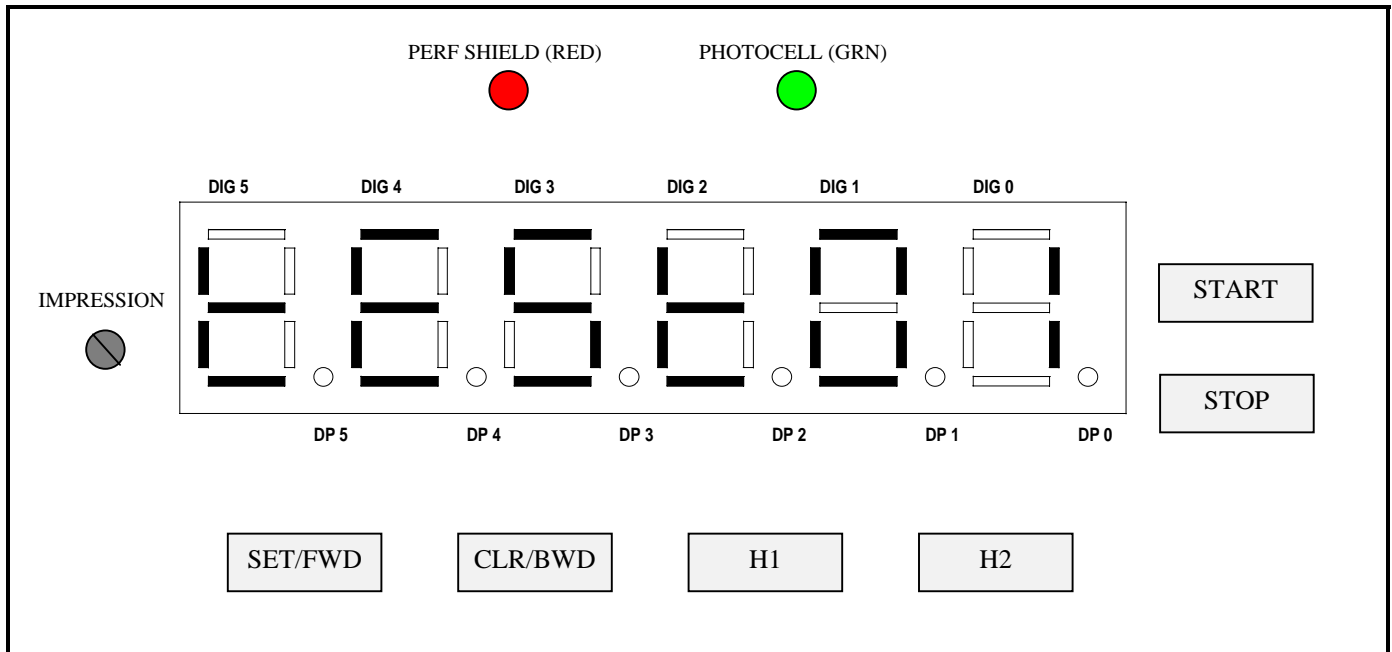 PERF SHIELD (RED) PHOTOCELL (GRN)
DIG 5 DIG 4 DIG 3 DIG 2 DIG 1 DIG 0
tESt01
IMPRESSION
START
STOP
DP 5 DP 4 DP 3 DP 2 DP 1 DP 0
SET/FWD CLR/BWD H1 H2